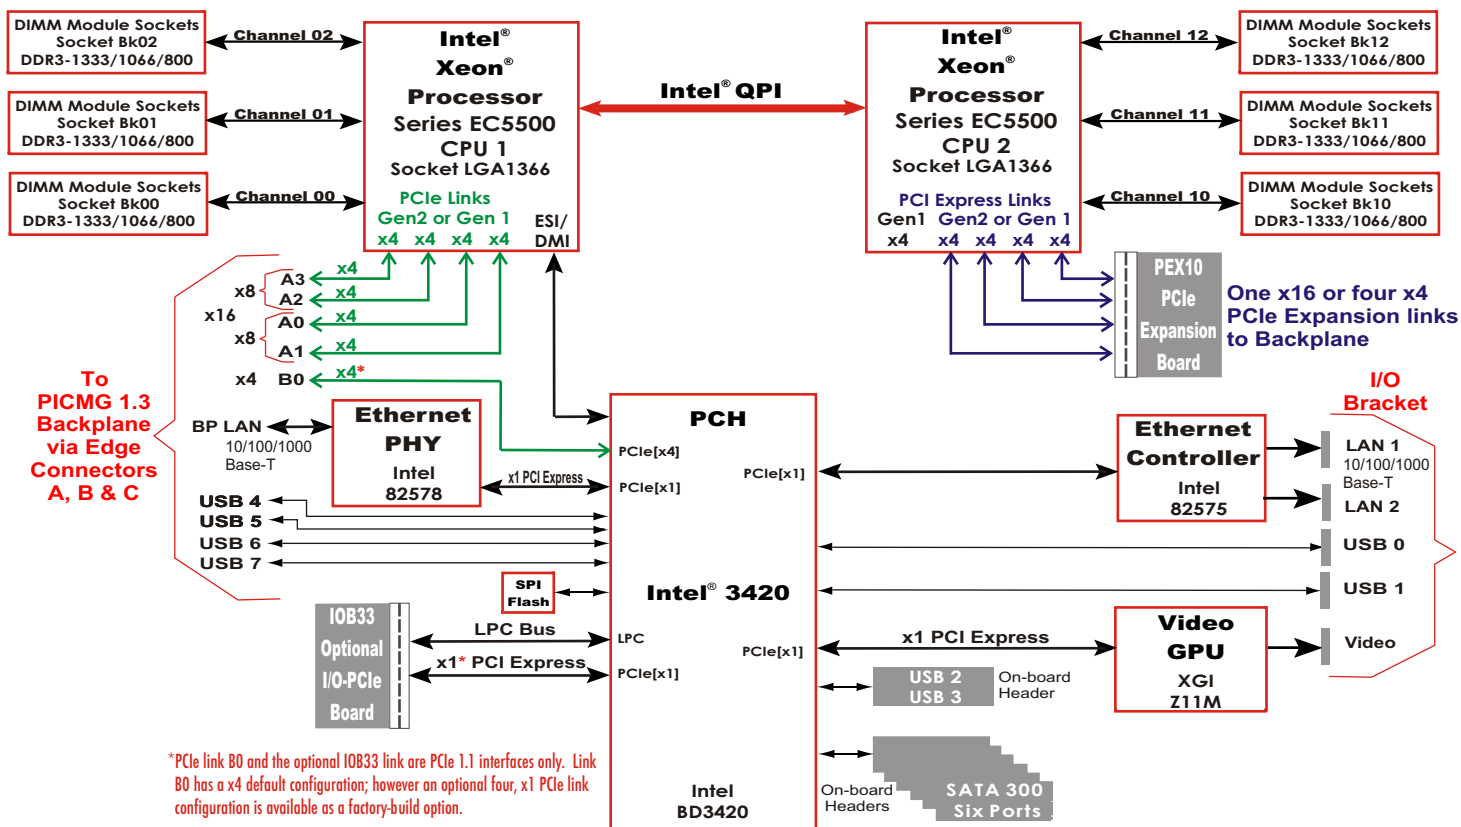 DIMM Module Sockets
Socket Bk02
DDR3-1333/1066/800
Channel 02
DIMM Module Sockets
Socket Bk01
DDR3-1333/1066/800
Channel 01
DIMM Module Sockets
Socket Bk00
DDR3-1333/1066/800
Channel 00
Intel®
Xeon®
Processor
Series EC5500
CPU 1
Socket LGA1366
PCIe Links
Gen2 or Gen 1
x4 x4 x4 x4
ESI/
DMI
Intel® QPI
Intel®
Xeon®
Processor
Series EC5500
CPU 2
Socket LGA1366
PCI Express Links
Gen1 Gen2 or Gen 1
x4 x4 x4 x4 x4
Channel 12
DIMM Module Sockets
Socket Bk12
DDR3-1333/1066/800
Channel 11
DIMM Module Sockets
Socket Bk11
DDR3-1333/1066/800
Channel 10
DIMM Module Sockets
Socket Bk10
DDR3-1333/1066/800
A3 x4
x8
A2 x4
x16
A0 x4
x8
A1 x4
x4 B0 x4*
PEX10
PCIe
Expansion
Board
One x16 or four x4
PCIe Expansion links
to Backplane
To
PICMG 1.3
Backplane
via Edge
Connectors
A, B & C
BP LAN
10/100/1000
Base-T
Ethernet
PHY
Intel
82578
x1 PCI Express
USB 4
USB 5
USB 6
USB 7
SPI
Flash
IOB33
Optional
I/O-PCIe
Board
LPC Bus
x1* PCI Express
PCH
PCIe[x4]
PCIe[x1]
PCIe[x1]
Intel® 3420
LPC
PCIe[x1]
PCIe[x1]
Intel
BD3420
Ethernet
Controller
Intel
82575
I/O
Bracket
LAN 1
10/100/1000
Base-T
LAN 2
USB 0
USB 1
x1 PCI Express
Video
GPU
XGI
Z11M
Video
USB 2
USB 3
On-board
Header
On-board
Headers
SATA 300
Six Ports
*PCIe link B0 and the optional IOB33 link are PCIe 1.1 interfaces only. Link
B0 has a x4 default configuration; however an optional four, x1 PCIe link
configuration is available as a factory-build option.